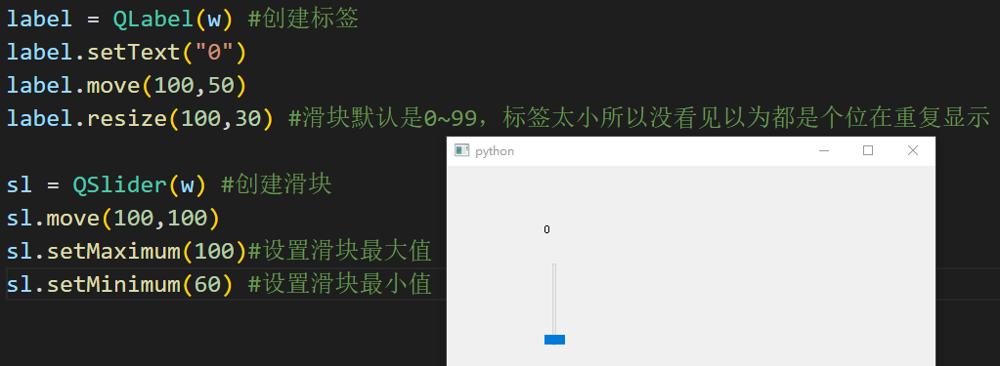 label = QLabel(w) #创建标签
label.setText("0")
label.move(100,50)
label.resize(100,30) #滑块默认是0~99，标签太小所以没看见以为都是个位在重复显示
python
0
sl = QSlider(w) #创建滑块
sl.move(100,100)
sl.setMaximum(100)#设置滑块最大值
sl.setMinimum(60) #设置滑块最小值